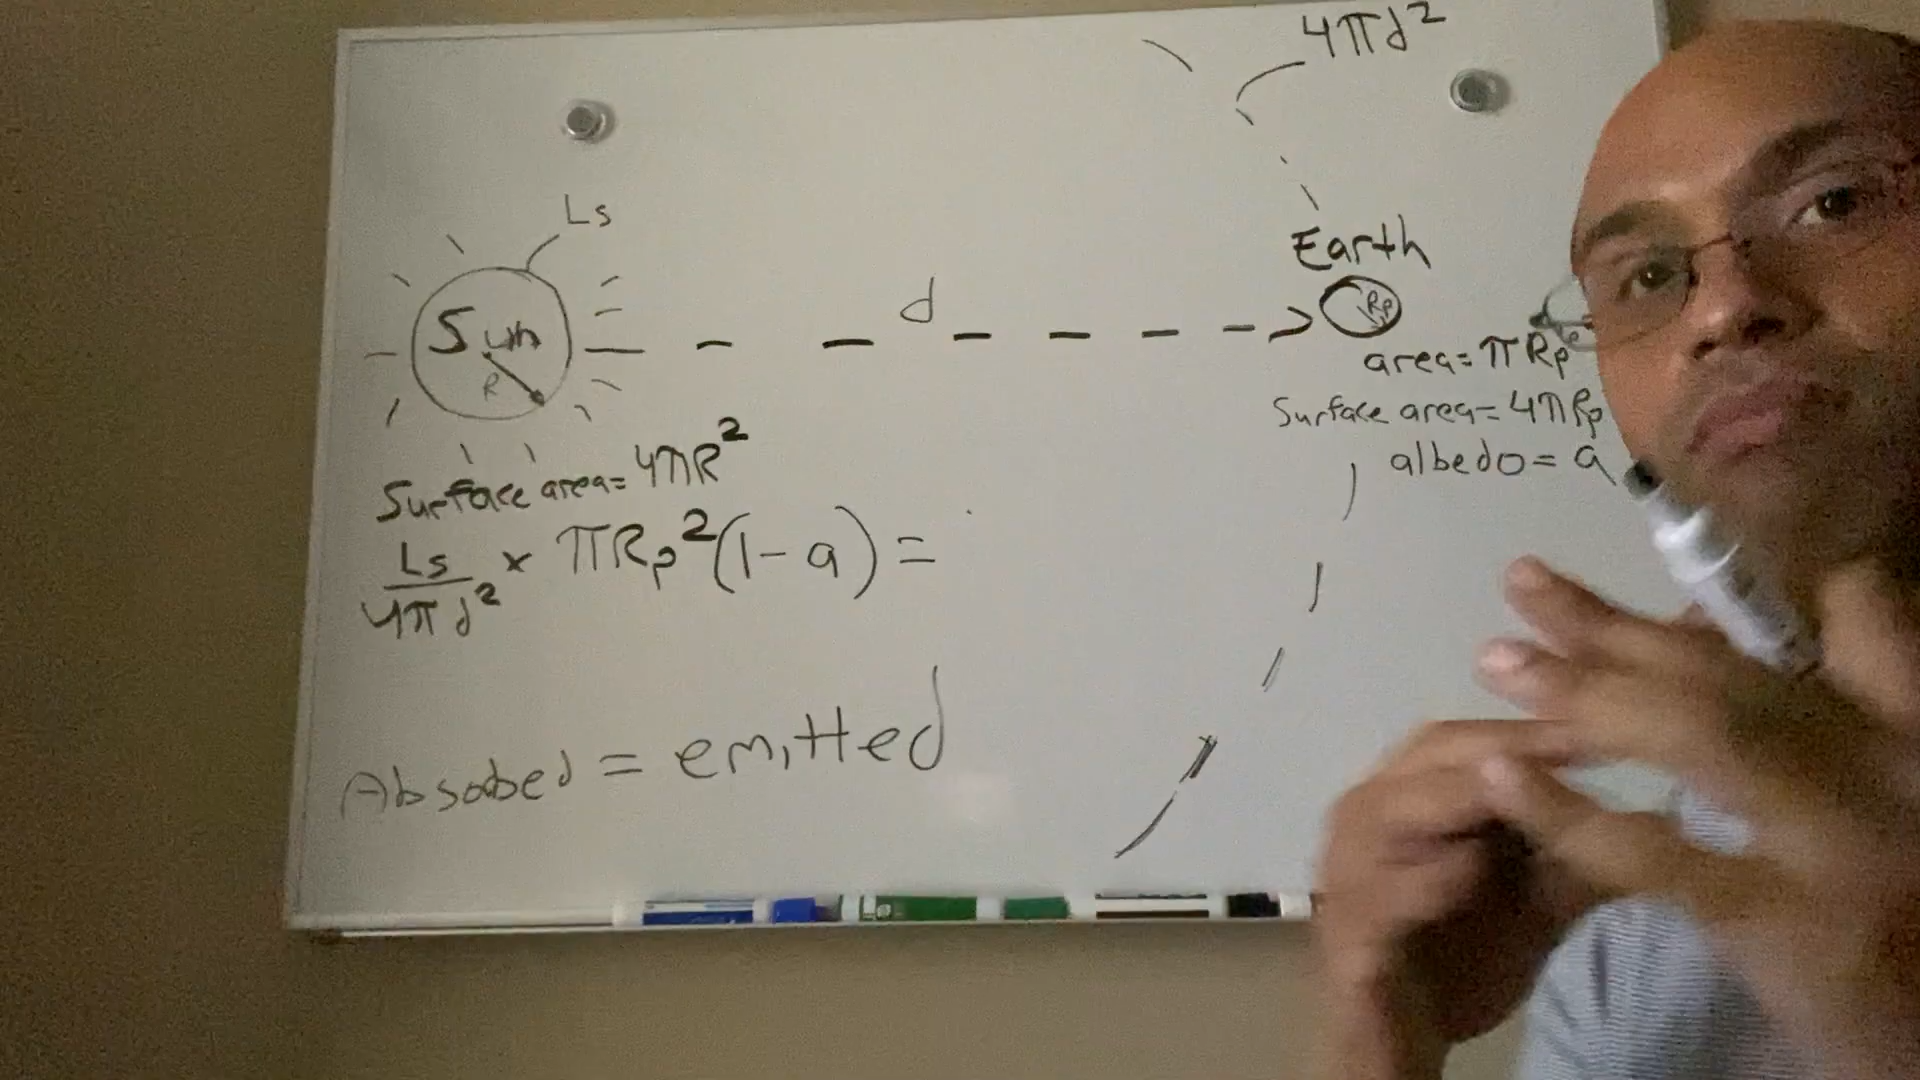 4πd²
Ls
Sun
R
d
Earth
Rp
area=πRp
Surface area=4πRp
albedo=a
Surface area=4πR²
Ls/4πd² × πRp²(1-a)=
Absobed = emitted